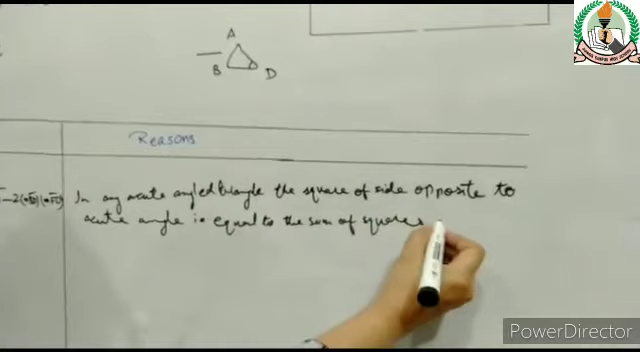 A
B
D
Reasons
In any acute angled triangle the square of side opposite to
acute angle is equal to the sum of squares
PowerDirector